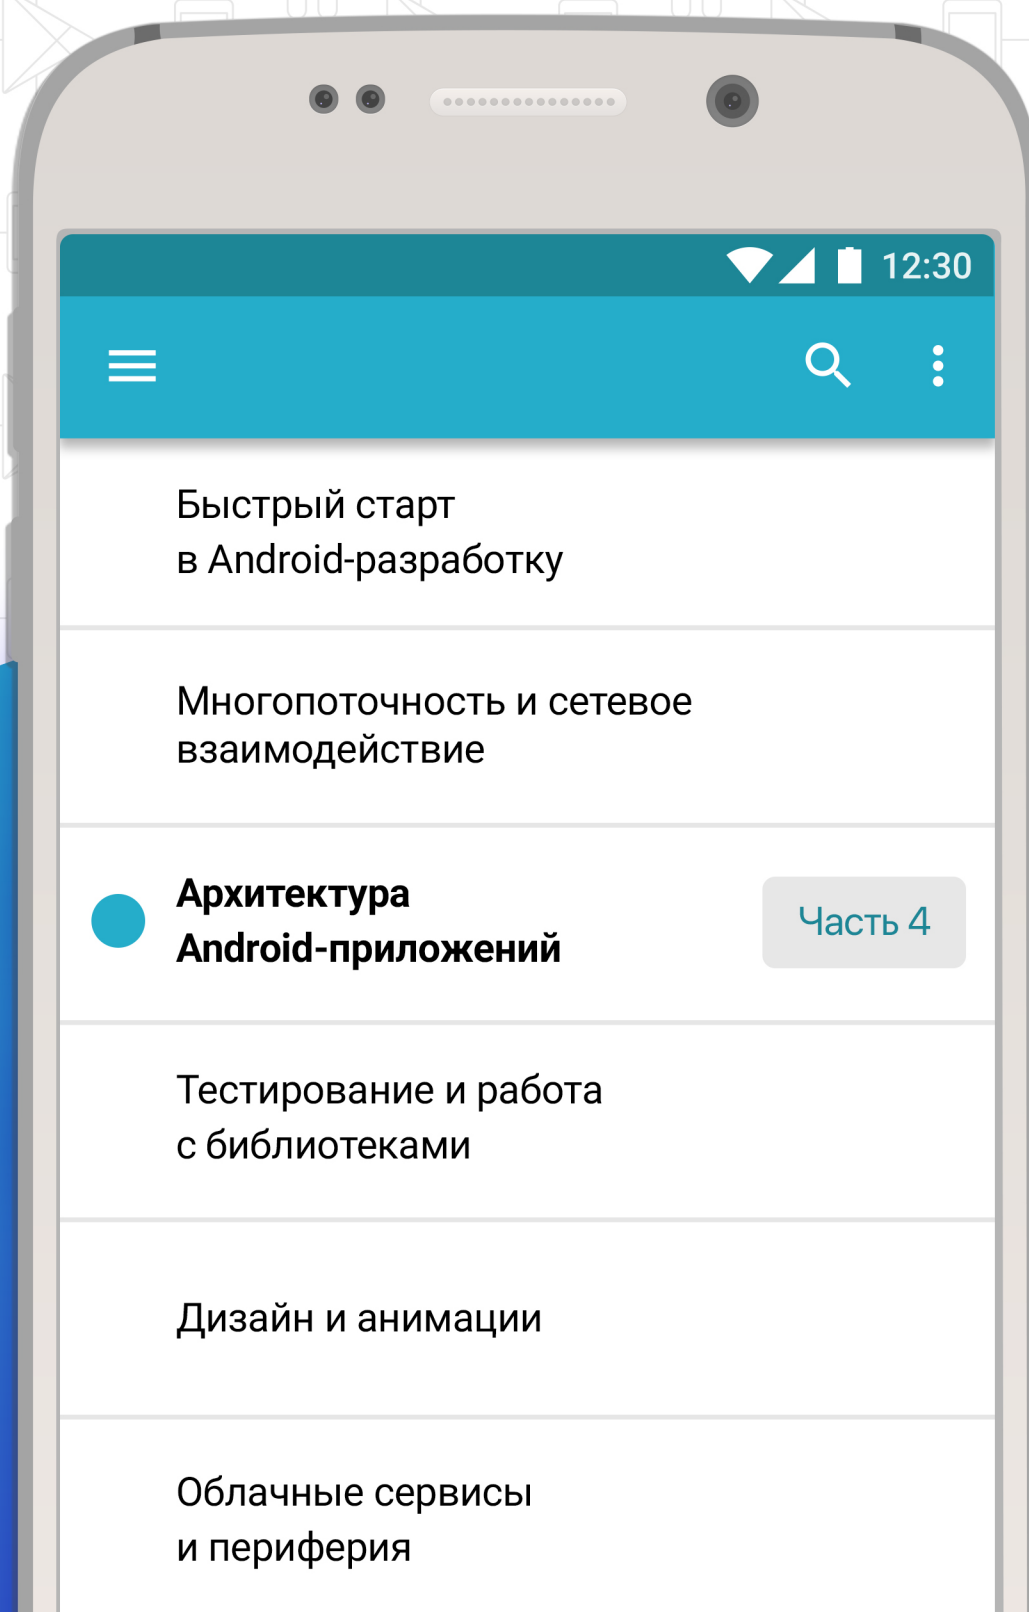 12:30
Быстрый старт
в Android-разработку
Многопоточность и сетевое
взаимодействие
Архитектура
Android-приложений
Часть 4
Тестирование и работа
с библиотеками
Дизайн и анимации
Облачные сервисы
и периферия